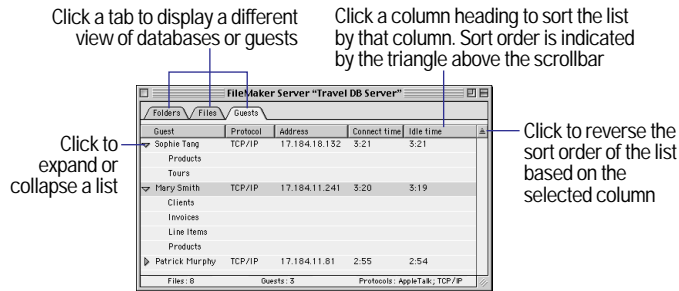 Click a tab to display a different
view of databases or guests
Click a column heading to sort the list
by that column. Sort order is indicated
by the triangle above the scrollbar
FileMaker Server “Travel DB Server”
Folders Files Guests
Guest Protocol Address Connect time Idle time
Sophie Tang TCP/IP 17.184.18.132 3:21 3:21
Products
Tours
Mary Smith TCP/IP 17.184.11.241 3:20 3:19
Clients
Invoices
Line Items
Products
Patrick Murphy TCP/IP 17.184.11.81 2:55 2:54
Files: 8 Guests: 3 Protocols: AppleTalk; TCP/IP
Click to
expand or
collapse a list
Click to reverse the
sort order of the list
based on the
selected column